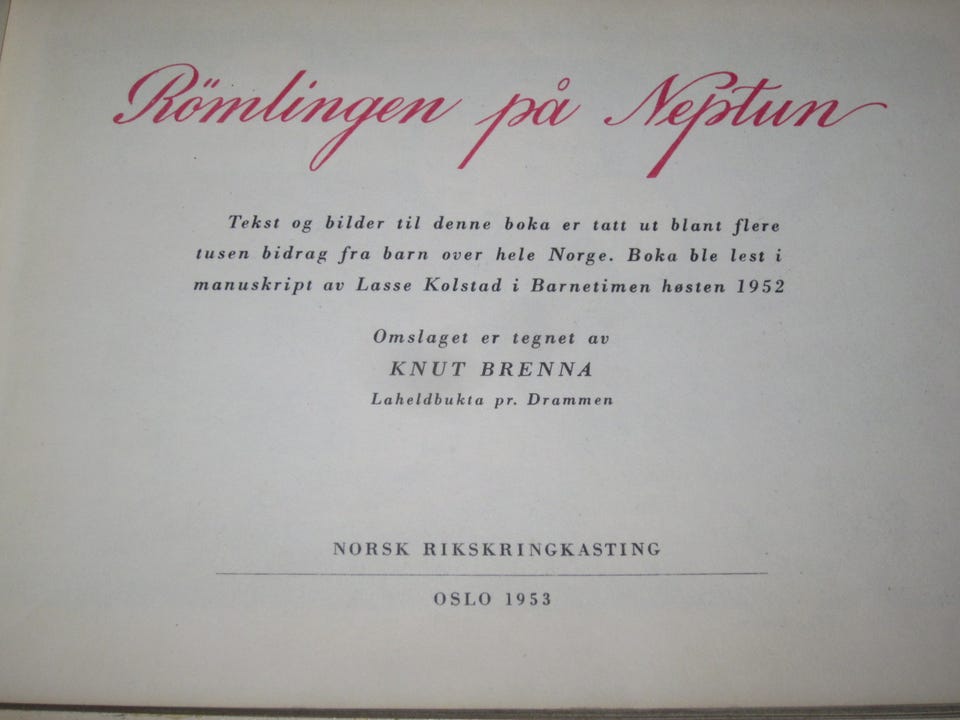 Römlingen på Neptun
Tekst og bilder til denne boka er tatt ut blant flere
tusen bidrag fra barn over hele Norge. Boka ble lest i
manuskript av Lasse Kolstad i Barnetimen høsten 1952
Omslaget er tegnet av
KNUT BRENNA
Laheldbukta pr. Drammen
NORSK RIKSKRINGKASTING
OSLO 1953